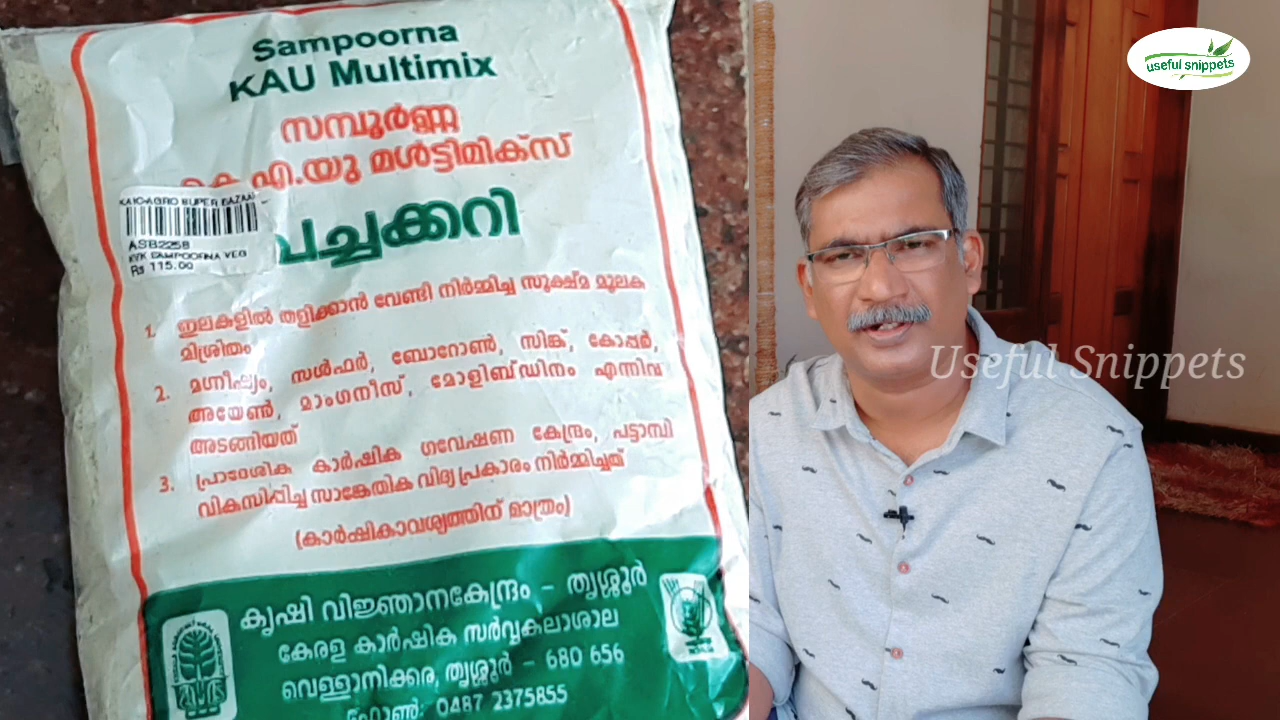 Sampoorna
KAU Multimix
സമ്പൂർണ്ണ
കെ.എ.യു മൾട്ടിമിക്സ്
പച്ചക്കറി
KAICO-AGRO SUPER BAZAAR
ASB2258
KVK SAMPOORNA VEG
Rs 115.00
1. ഇലകളിൽ തളിക്കാൻ വേണ്ടി നിർമ്മിച്ച സൂക്ഷ്മ മൂലക
മിശ്രിതം
2. മഗ്നീഷ്യം, സൾഫർ, ബോറോൺ, സിങ്ക്, കോപ്പർ,
അയേൺ, മാംഗനീസ്, മോളിബ്ഡിനം എന്നിവ
അടങ്ങിയത്
3. പ്രാദേശിക കാർഷിക ഗവേഷണ കേന്ദ്രം, പട്ടാമ്പി
വികസിപ്പിച്ച സാങ്കേതിക വിദ്യ പ്രകാരം നിർമ്മിച്ചത്
(കാർഷികാവശ്യത്തിന് മാത്രം)
കൃഷി വിജ്ഞാനകേന്ദ്രം - തൃശ്ശൂർ
കേരള കാർഷിക സർവ്വകലാശാല
വെള്ളാനിക്കര, തൃശ്ശൂർ - 680 656
ഫോൺ: 0487 2375855
useful snippets
Useful Snippets